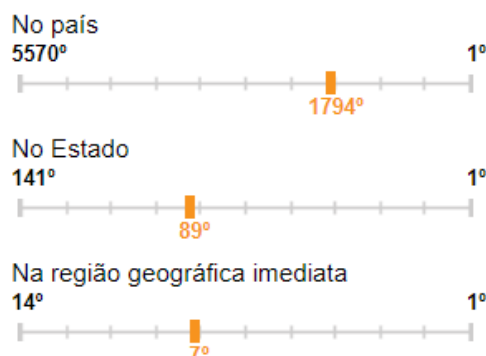 No país
5570º 1º
1794º
No Estado
141º 1º
89º
Na região geográfica imediata
14º 1º
7º